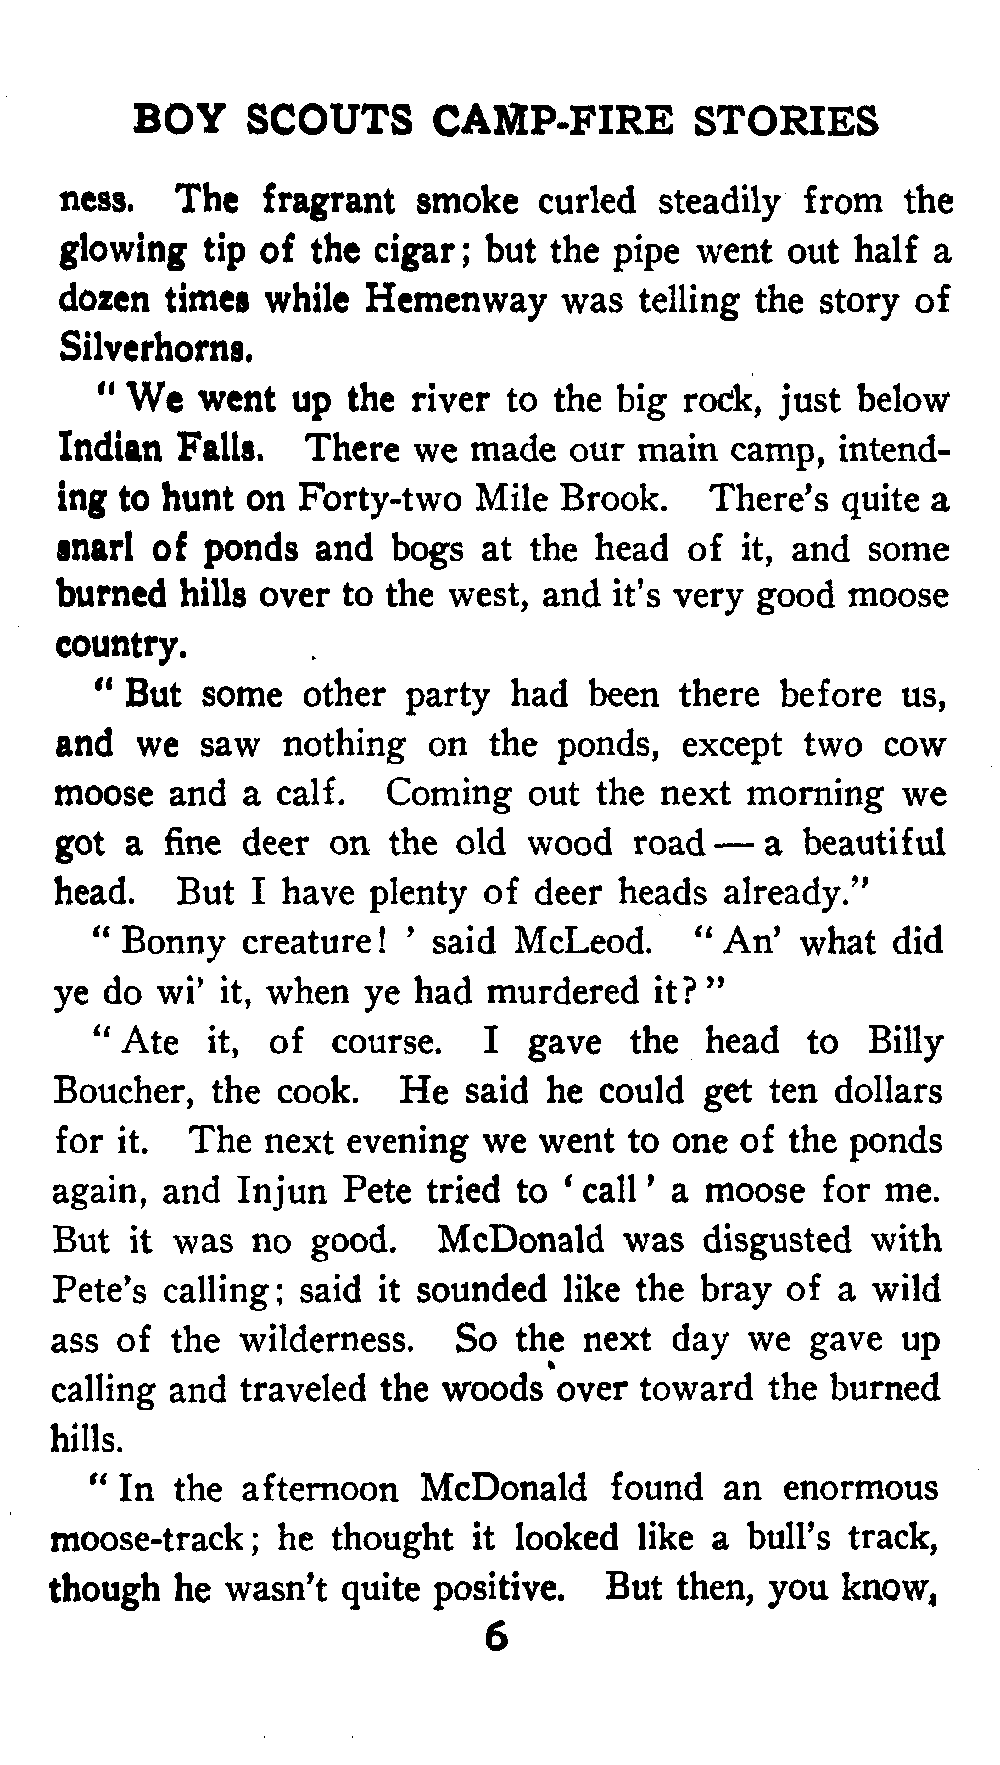 BOY SCOUTS CAMP-FIRE STORIES
ness. The fragrant smoke curled steadily from the
glowing tip of the cigar; but the pipe went out half a
dozen times while Hemenway was telling the story of
Silverhorns.
"We went up the river to the big rock, just below
Indian Falls. There we made our main camp, intend-
ing to hunt on Forty-two Mile Brook. There's quite a
snarl of ponds and bogs at the head of it, and some
burned hills over to the west, and it's very good moose
country.
"But some other party had been there before us,
and we saw nothing on the ponds, except two cow
moose and a calf. Coming out the next morning we
got a fine deer on the old wood road — a beautiful
head. But I have plenty of deer heads already."
"Bonny creature! ' said McLeod. "An' what did
ye do wi' it, when ye had murdered it?"
"Ate it, of course. I gave the head to Billy
Boucher, the cook. He said he could get ten dollars
for it. The next evening we went to one of the ponds
again, and Injun Pete tried to 'call' a moose for me.
But it was no good. McDonald was disgusted with
Pete's calling; said it sounded like the bray of a wild
ass of the wilderness. So the next day we gave up
calling and traveled the woods over toward the burned
hills.
"In the afternoon McDonald found an enormous
moose-track; he thought it looked like a bull's track,
though he wasn't quite positive. But then, you know,
6